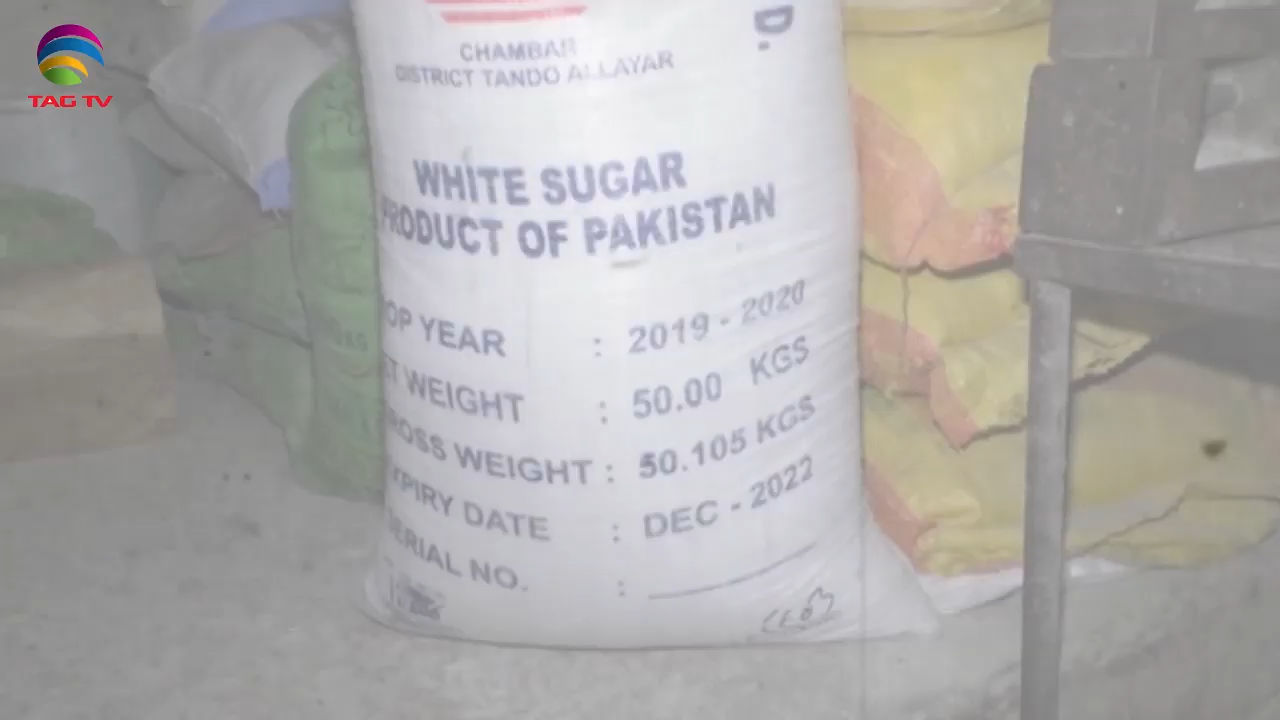 TAG TV
D.
CHAMBAR
DISTRICT TANDO ALLAYAR
WHITE SUGAR
PRODUCT OF PAKISTAN
OP YEAR : 2019 - 2020
T WEIGHT : 50.00 KGS
ROSS WEIGHT : 50.105 KGS
XPIRY DATE : DEC - 2022
ERIAL NO. :